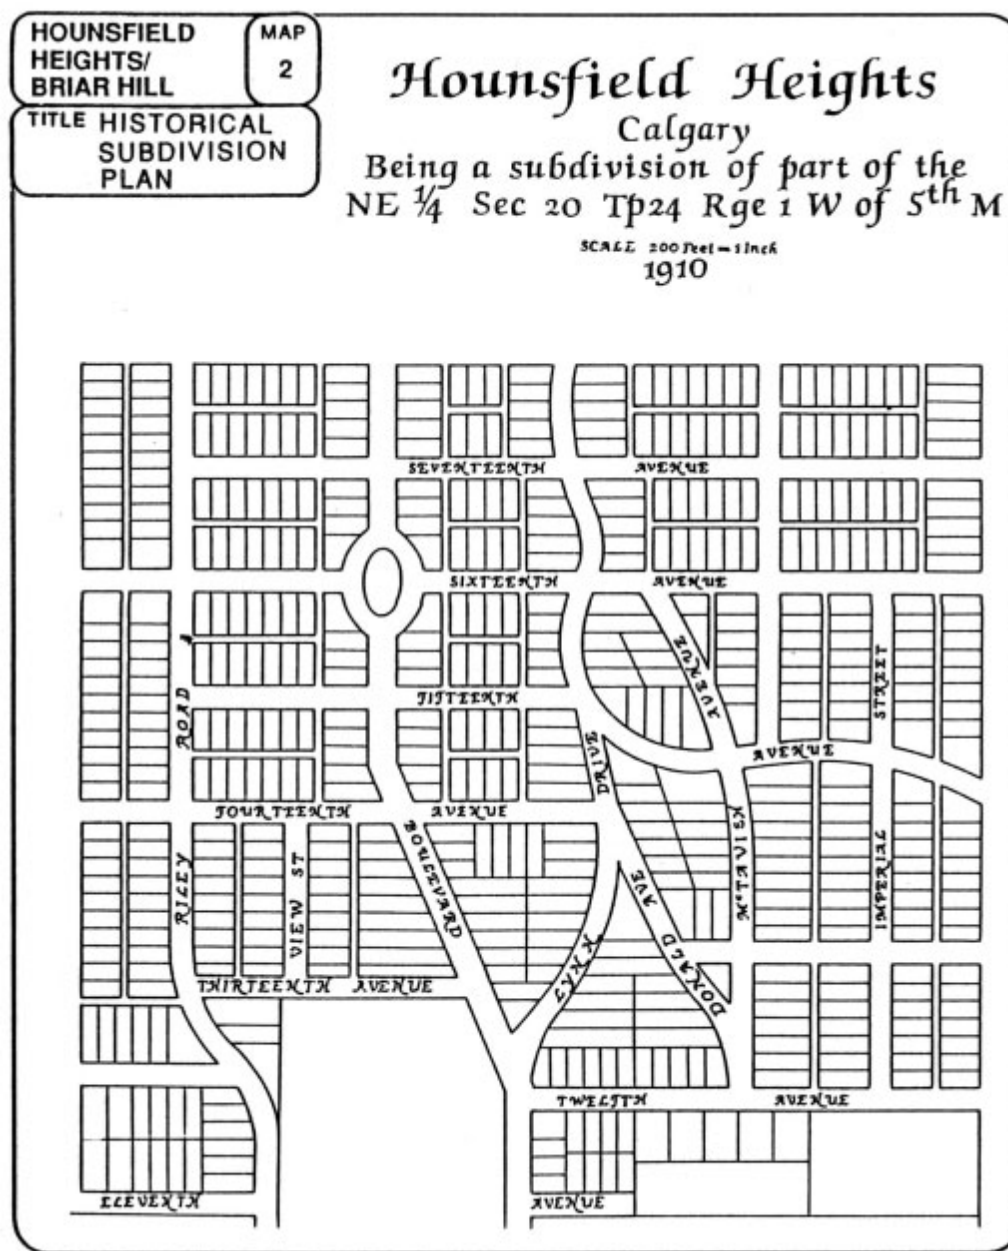 HOUNSFIELD
HEIGHTS/
BRIAR HILL
MAP
2
TITLE HISTORICAL
SUBDIVISION
PLAN
Hounsfield Heights
Calgary
Being a subdivision of part of the
NE ¼ Sec 20 Tp24 Rge 1 W of 5th M
SCALE 200 Feet = 1 Inch
1910
SEVENTEENTH AVENUE
SIXTEENTH AVENUE
AVENUE
ROAD
STREET
FIFTEENTH
AVENUE
DRIVE
FOURTEENTH AVENUE
BOULEVARD
McTAVISH
IMPERIAL
RILEY
VIEW ST
AVE
DONALD
LYNX
THIRTEENTH AVENUE
TWELFTH AVENUE
ELEVENTH AVENUE